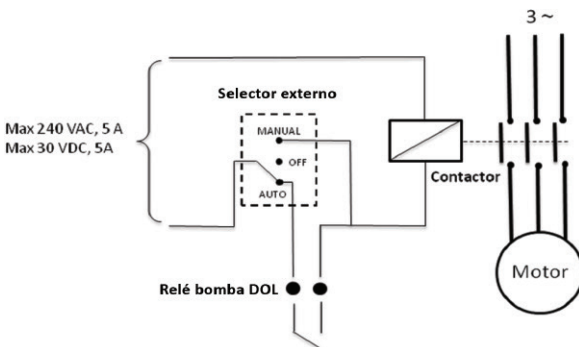 3 ~
Selector externo
Max 240 VAC, 5 A
Max 30 VDC, 5A
MANUAL
OFF
AUTO
Contactor
Relé bomba DOL
Motor